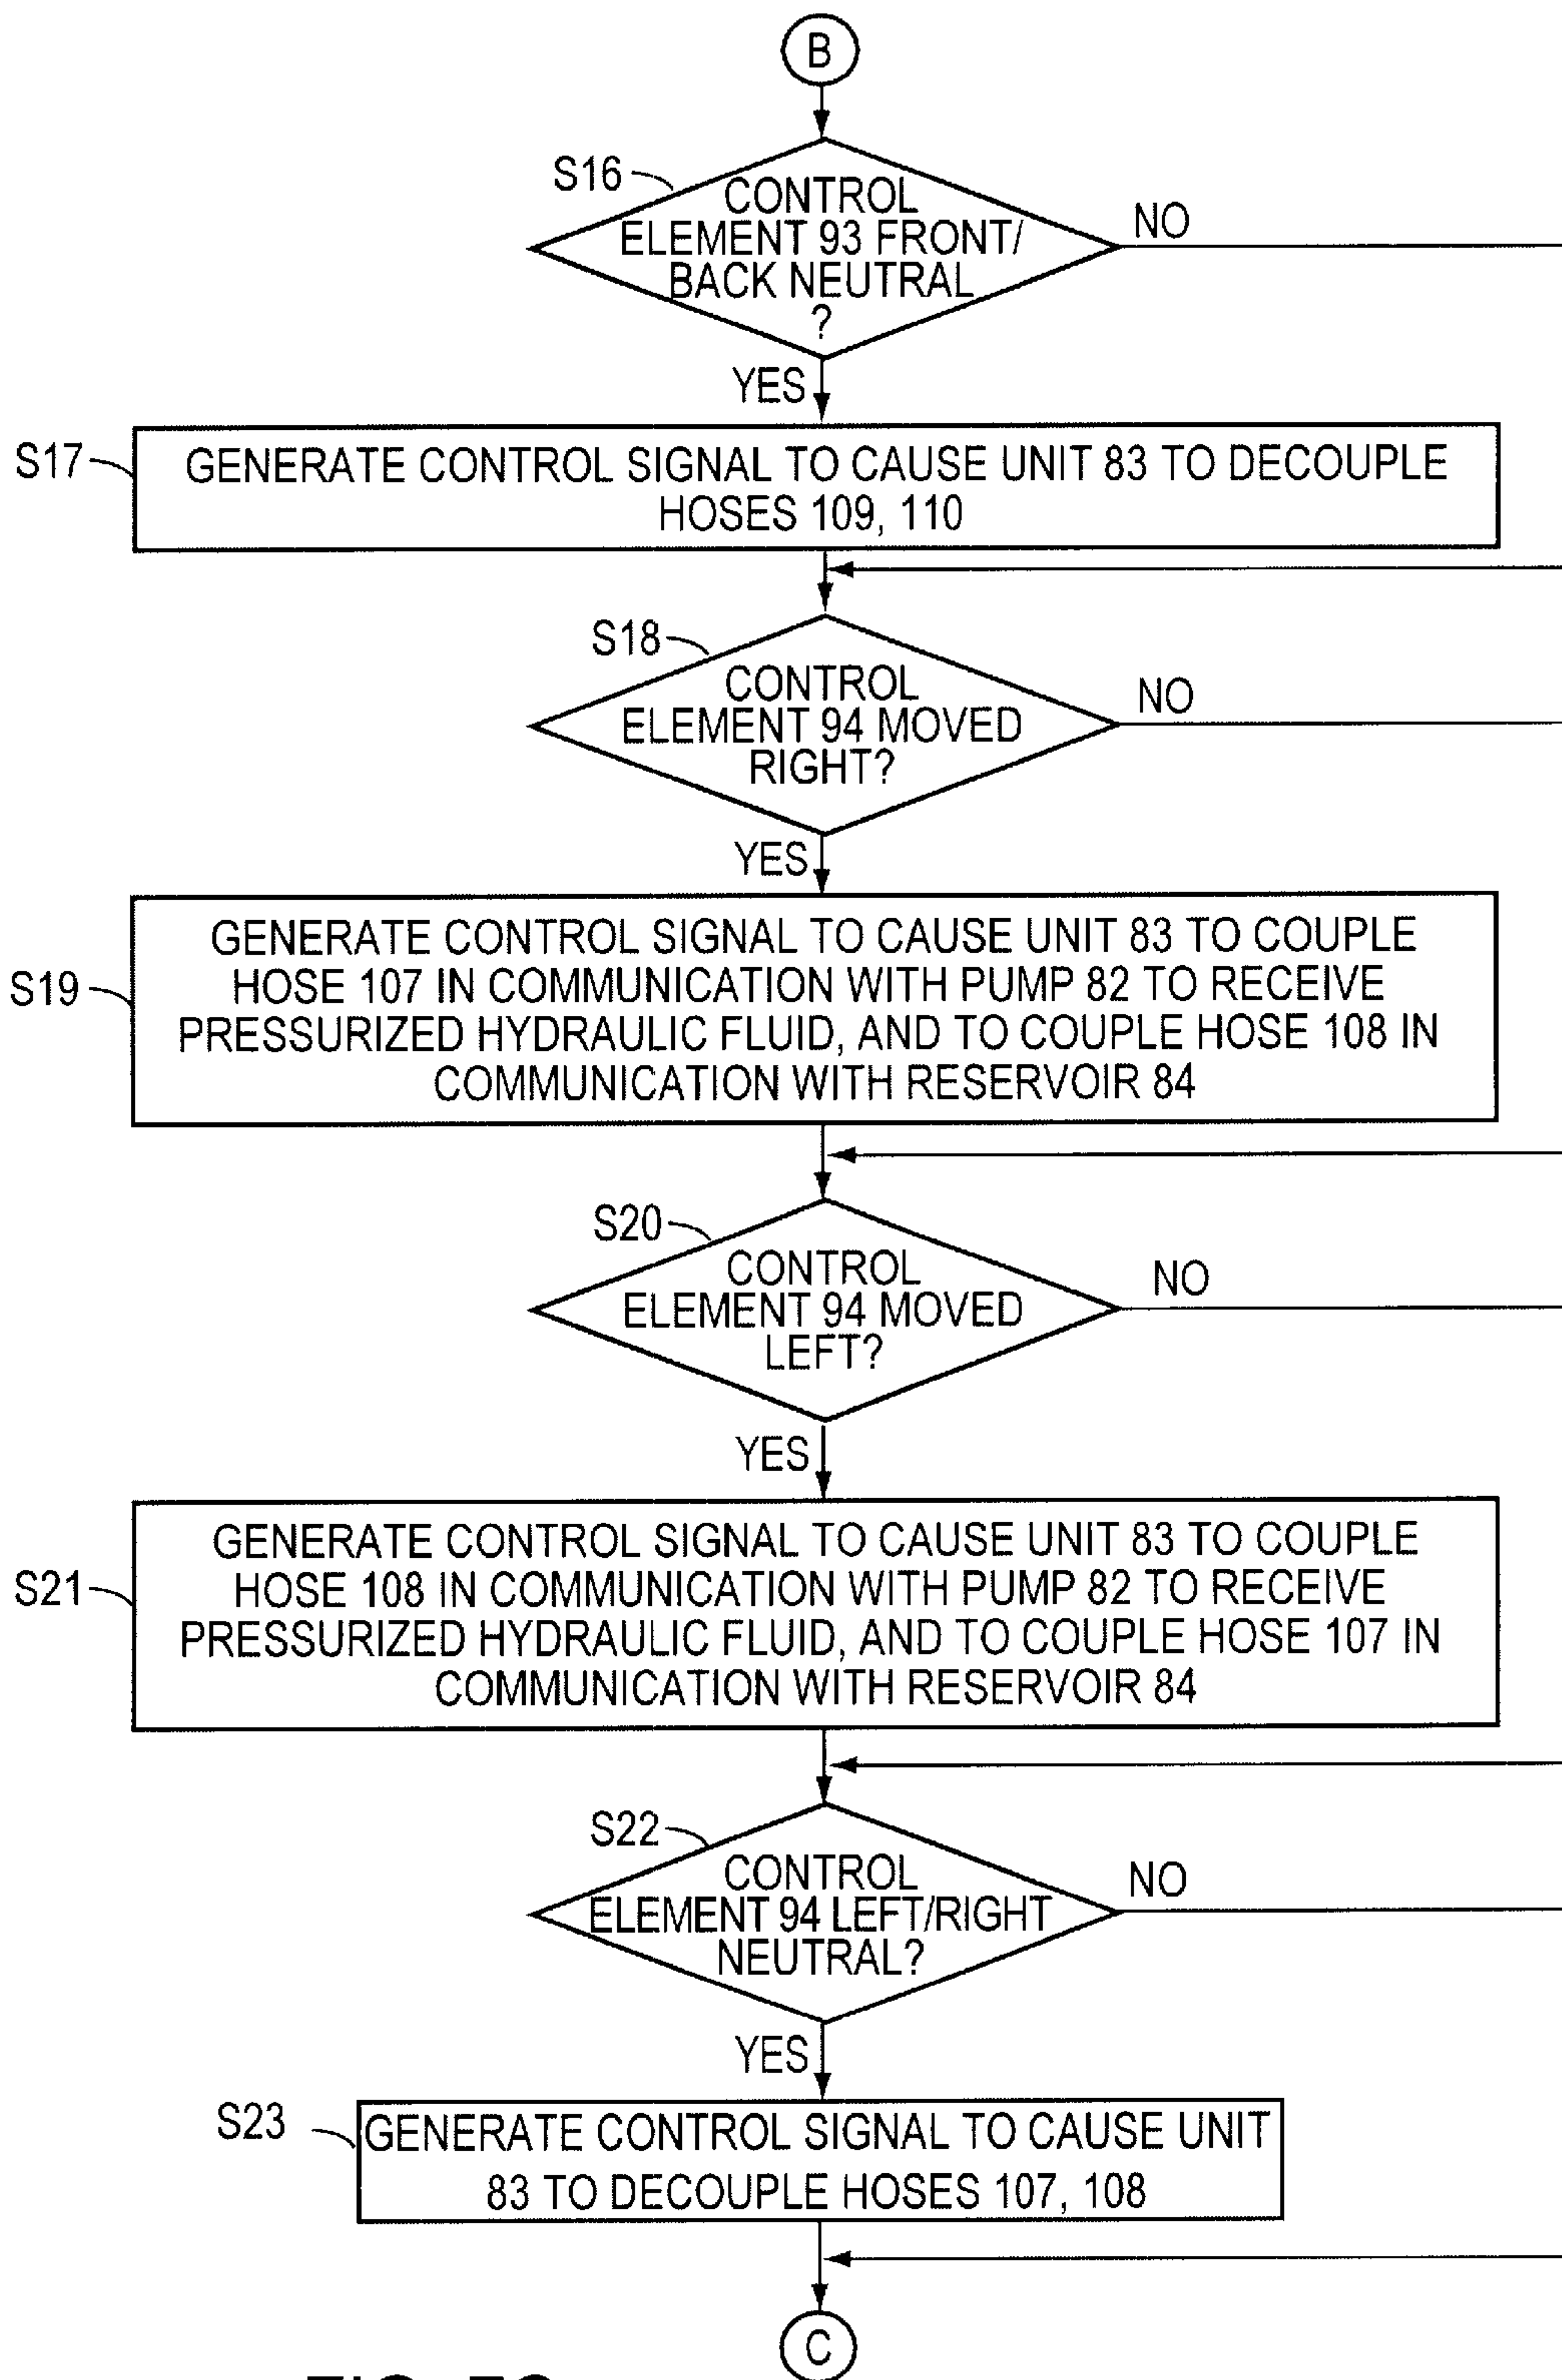 B
S16
CONTROL
ELEMENT 93 FRONT/
BACK NEUTRAL
?
NO
YES
S17
GENERATE CONTROL SIGNAL TO CAUSE UNIT 83 TO DECOUPLE
HOSES 109, 110
S18
CONTROL
ELEMENT 94 MOVED
RIGHT?
NO
YES
S19
GENERATE CONTROL SIGNAL TO CAUSE UNIT 83 TO COUPLE
HOSE 107 IN COMMUNICATION WITH PUMP 82 TO RECEIVE
PRESSURIZED HYDRAULIC FLUID, AND TO COUPLE HOSE 108 IN
COMMUNICATION WITH RESERVOIR 84
S20
CONTROL
ELEMENT 94 MOVED
LEFT?
NO
YES
S21
GENERATE CONTROL SIGNAL TO CAUSE UNIT 83 TO COUPLE
HOSE 108 IN COMMUNICATION WITH PUMP 82 TO RECEIVE
PRESSURIZED HYDRAULIC FLUID, AND TO COUPLE HOSE 107 IN
COMMUNICATION WITH RESERVOIR 84
S22
CONTROL
ELEMENT 94 LEFT/RIGHT
NEUTRAL?
NO
YES
S23
GENERATE CONTROL SIGNAL TO CAUSE UNIT
83 TO DECOUPLE HOSES 107, 108
C